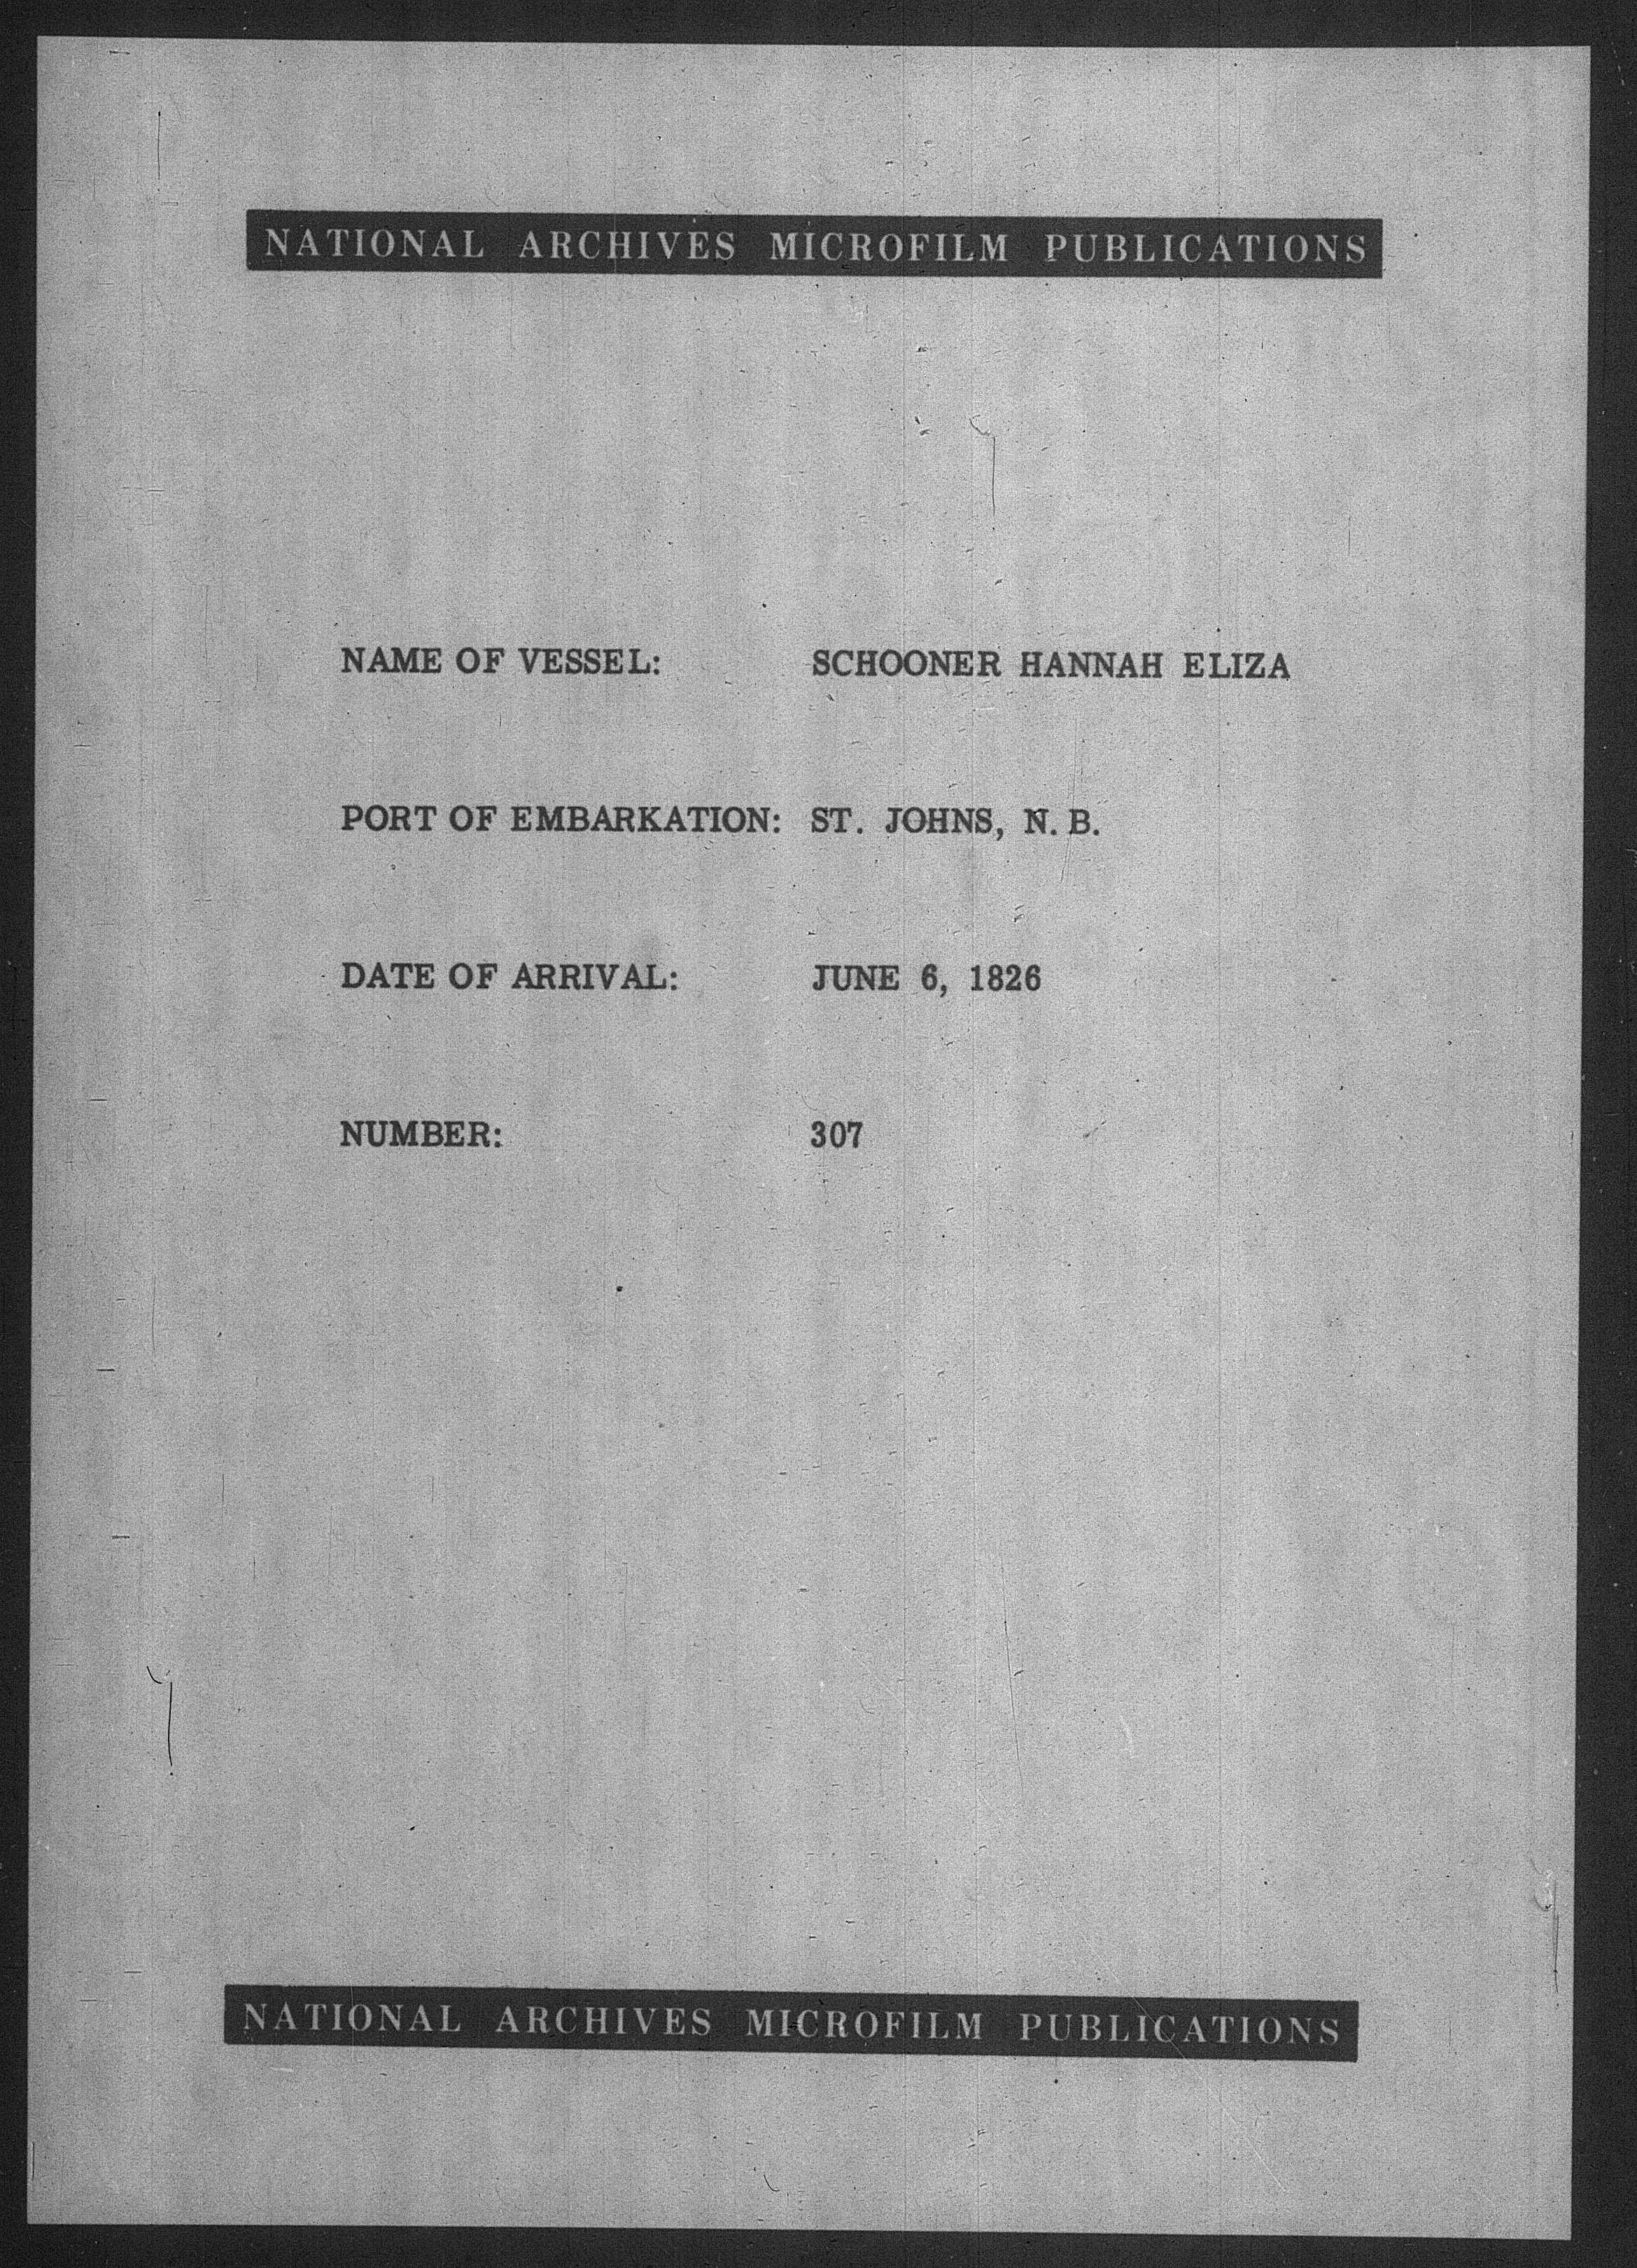 NATIONAL ARCHIVES MICROFILM PUBLICATIONS
NAME OF VESSEL: SCHOONER HANNAH ELIZA
PORT OF EMBARKATION: ST. JOHNS, N. B.
DATE OF ARRIVAL: JUNE 6, 1826
NUMBER: 307
NATIONAL ARCHIVES MICROFILM PUBLICATIONS